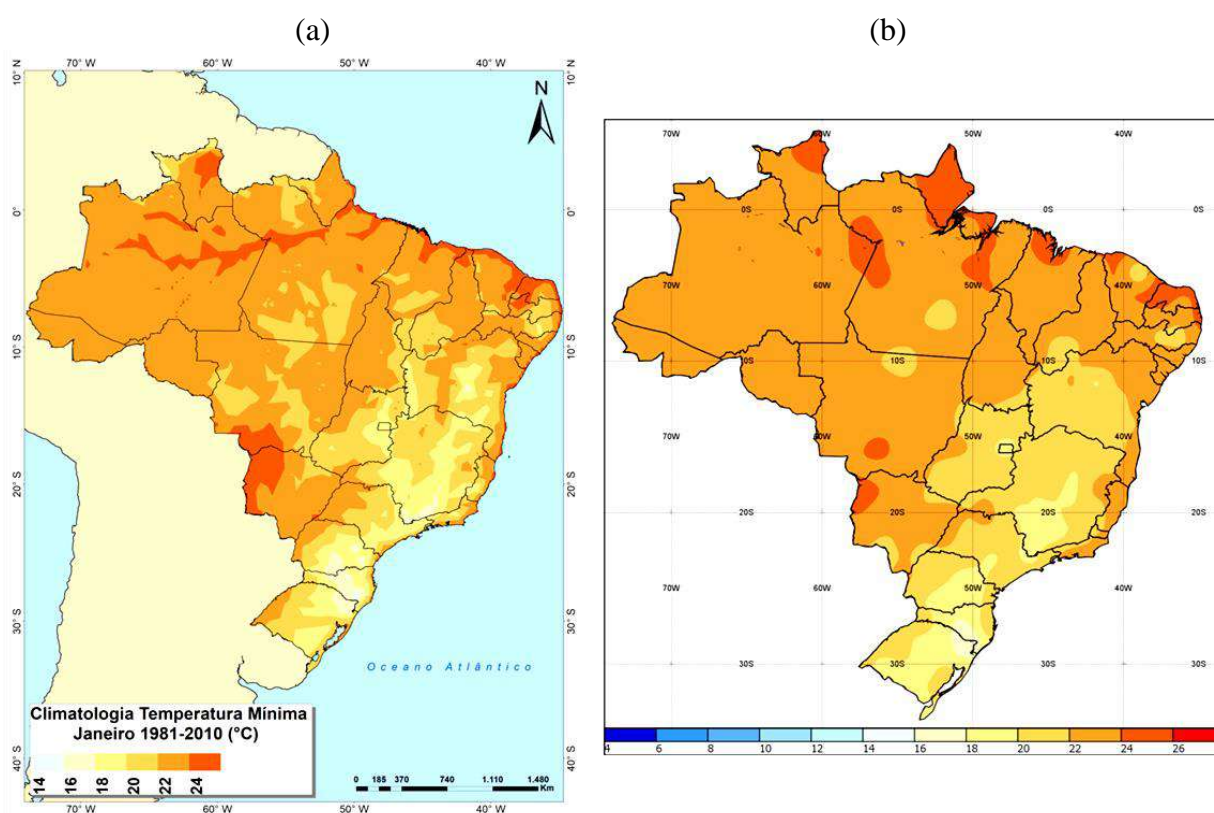 (a)
(b)
70° W 60° W 50° W 40° W
10° N
0°
10° S
20° S
30° S
40° S
10° N
0°
10° S
20° S
30° S
40° S
N
Oceano Atlântico
Climatologia Temperatura Mínima
Janeiro 1981-2010 (°C)
14 16 18 20 22 24
0 185 370 740 1.110 1.480
Km
70° W 60° W 50° W 40° W
70W 60W 50W 40W
0S 0S 0S 0S
70W 60W 50W 40W
10S 10S 10S 10S
70W 60W 50W 40W
20S 20S 20S 20S
70W 60W 50W 40W
30S 30S 30S 30S
4 6 8 10 12 14 16 18 20 22 24 26